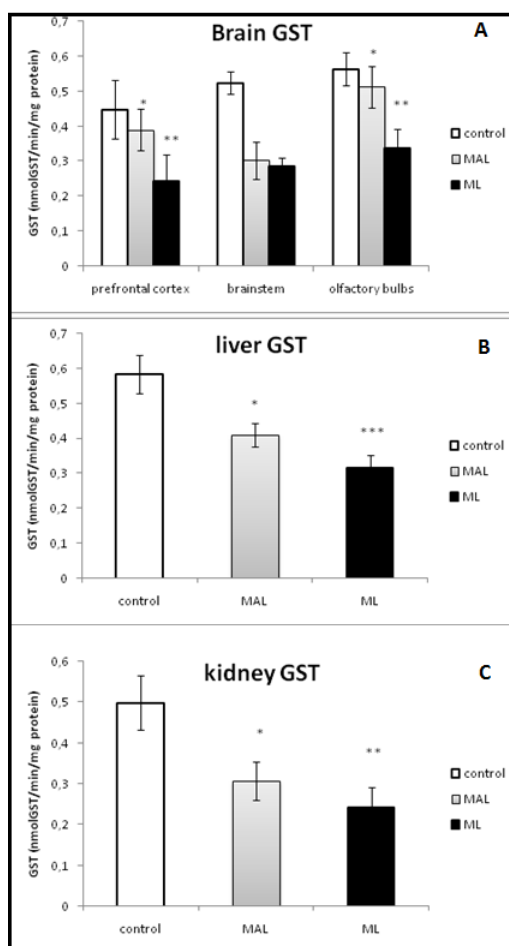 Brain GST
A
GST (nmolGST/min/mg protein)
0,7
0,6
0,5
0,4
0,3
0,2
0,1
0
* ** * **
prefrontal cortex brainstem olfactory bulbs
control
MAL
ML
liver GST
B
GST (nmolGST/min/mg protein)
0,7
0,6
0,5
0,4
0,3
0,2
0,1
0
* ***
control MAL ML
control
MAL
ML
kidney GST
C
GST (nmolGST/min/mg protein)
0,6
0,5
0,4
0,3
0,2
0,1
0
* **
control MAL ML
control
MAL
ML